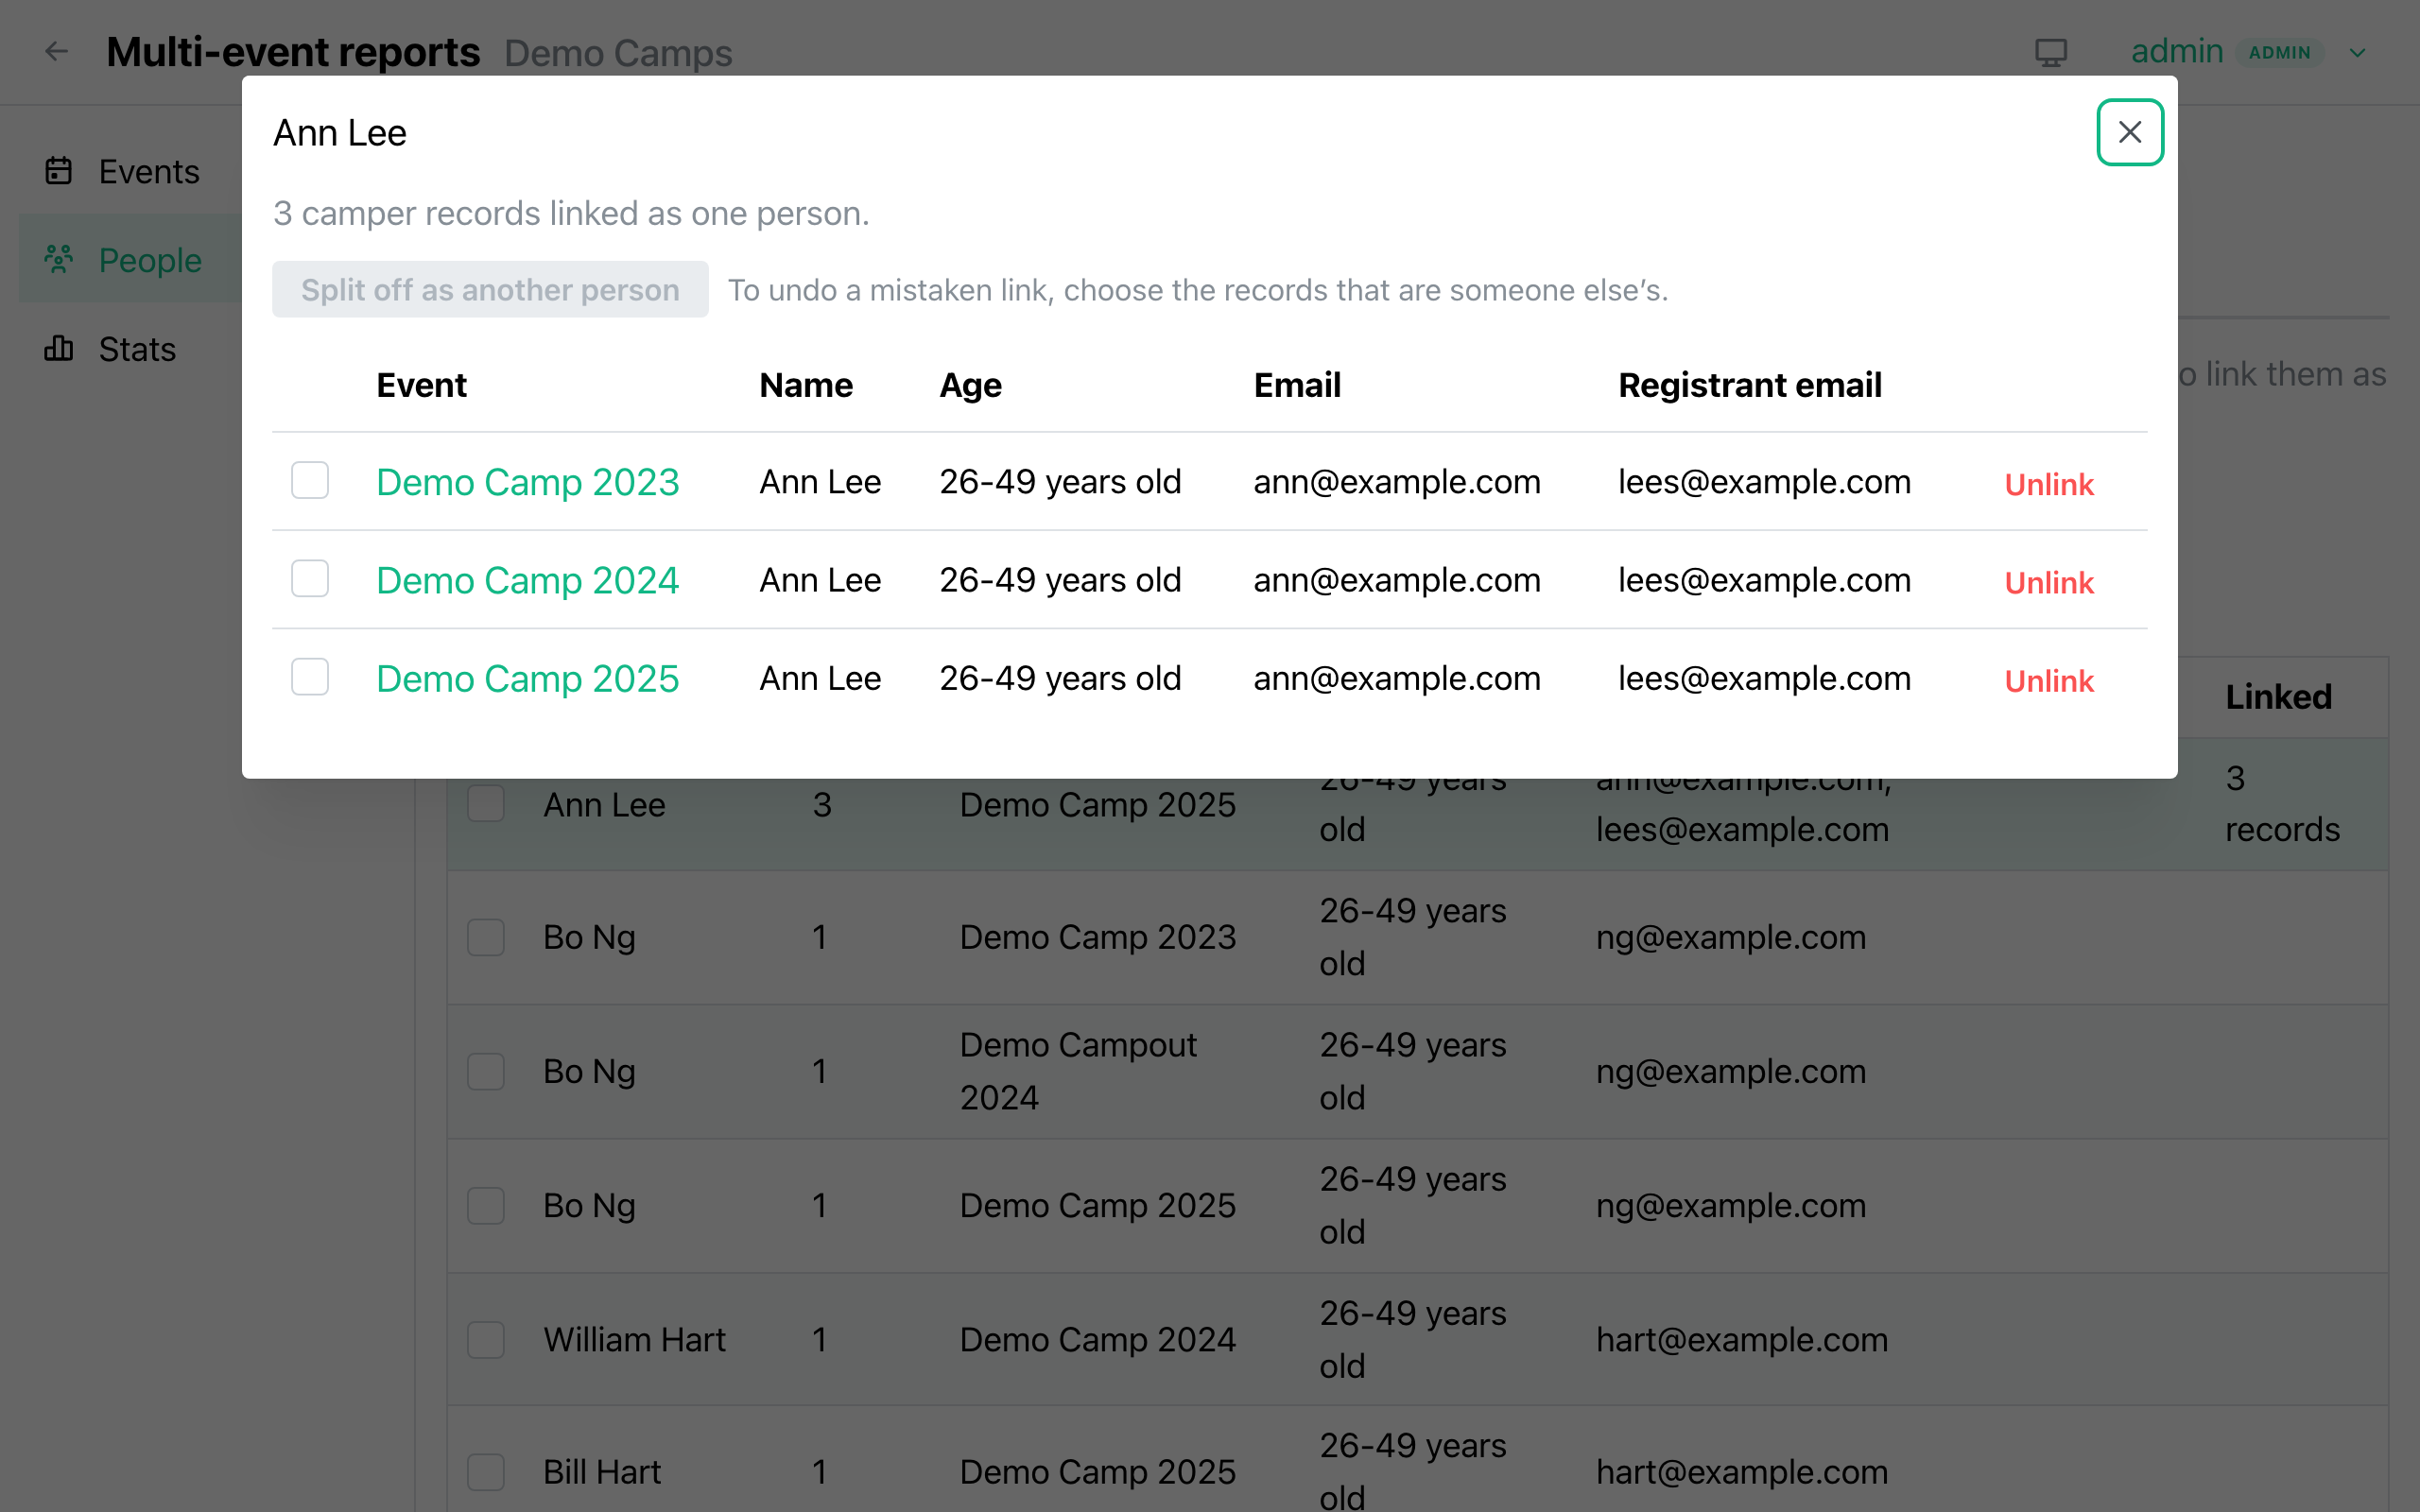 Multi-event reports Demo Camps admin ADMIN
Ann Lee
Events
3 camper records linked as one person.
People
Split off as another person To undo a mistaken link, choose the records that are someone else’s.
Stats
o link them as
Event Name Age Email Registrant email
Demo Camp 2023 Ann Lee 26-49 years old ann@example.com lees@example.com Unlink
Demo Camp 2024 Ann Lee 26-49 years old ann@example.com lees@example.com Unlink
Demo Camp 2025 Ann Lee 26-49 years old ann@example.com lees@example.com Unlink
Linked
Ann Lee 3 Demo Camp 2025 26-49 years old ann@example.com, lees@example.com 3 records
Bo Ng 1 Demo Camp 2023 26-49 years old ng@example.com
Bo Ng 1 Demo Campout 2024 26-49 years old ng@example.com
Bo Ng 1 Demo Camp 2025 26-49 years old ng@example.com
William Hart 1 Demo Camp 2024 26-49 years old hart@example.com
Bill Hart 1 Demo Camp 2025 26-49 years old hart@example.com